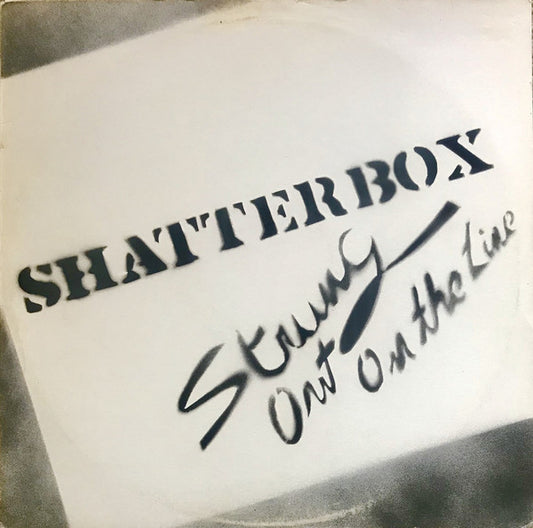 SHATTERBOX
Strung
Out On the Line